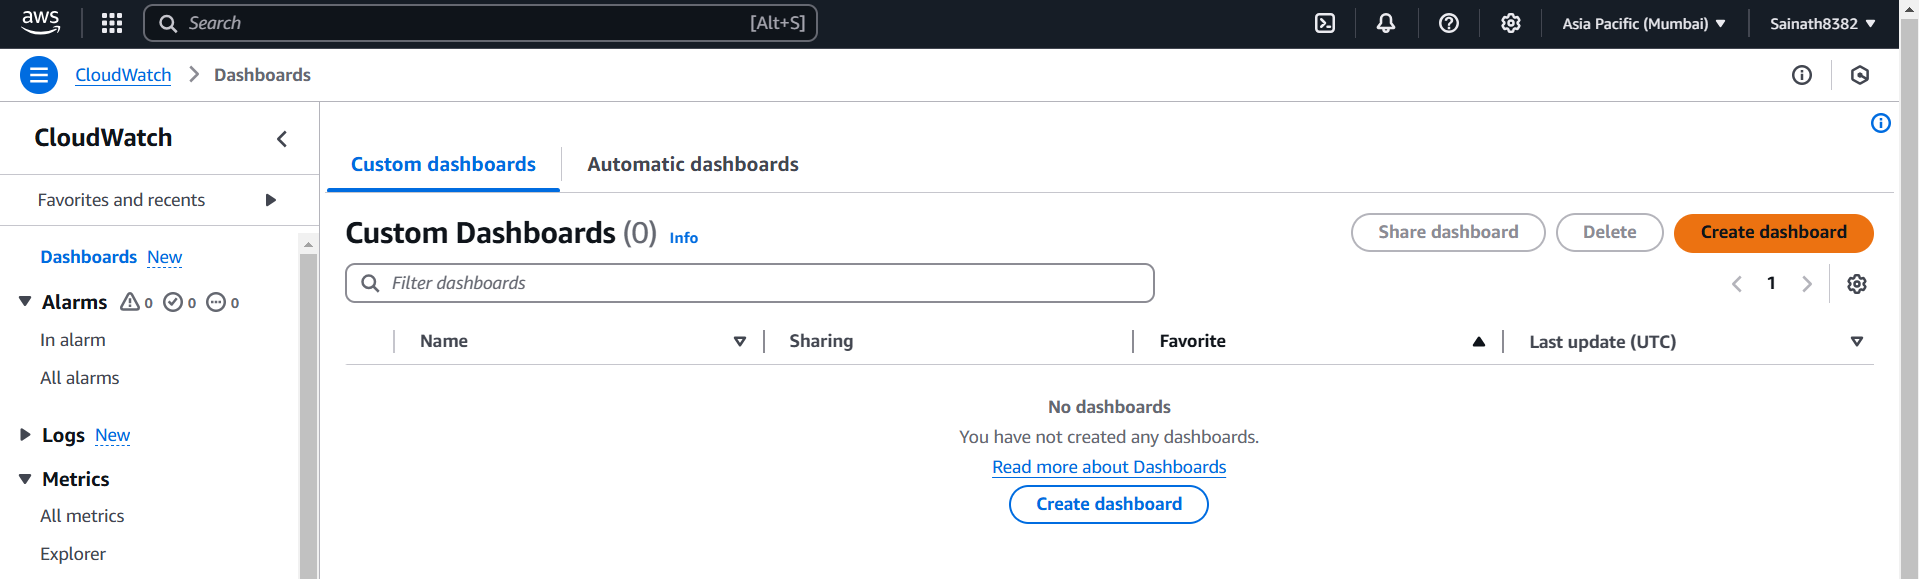 aws
Search [Alt+S]
Asia Pacific (Mumbai)
Sainath8382
CloudWatch
Dashboards
CloudWatch
Favorites and recents
Dashboards New
Alarms 0 0 0
In alarm
All alarms
Logs New
Metrics
All metrics
Explorer
Custom dashboards
Automatic dashboards
Custom Dashboards (0) Info
Share dashboard
Delete
Create dashboard
Filter dashboards
1
Name
Sharing
Favorite
Last update (UTC)
No dashboards
You have not created any dashboards.
Read more about Dashboards
Create dashboard